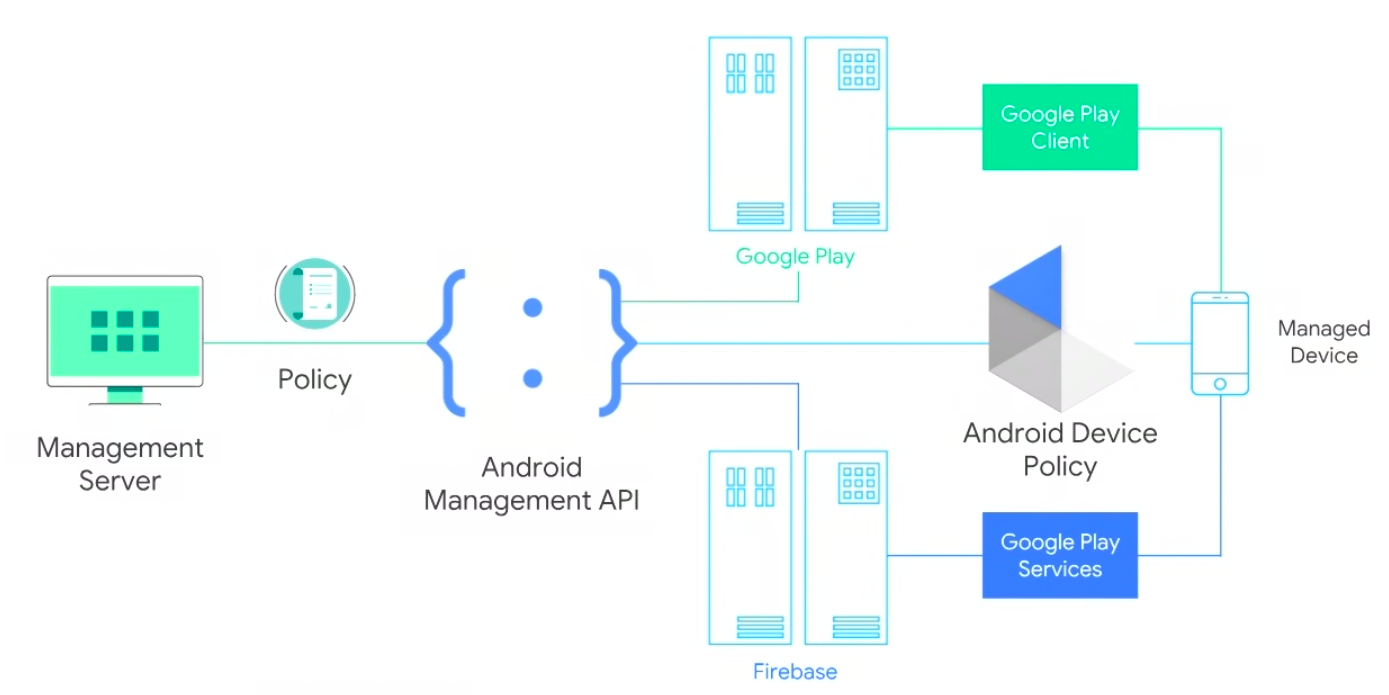 Google Play
Client
Google Play
Policy
Managed
Device
Management
Server
Android
Management API
Android Device
Policy
Google Play
Services
Firebase